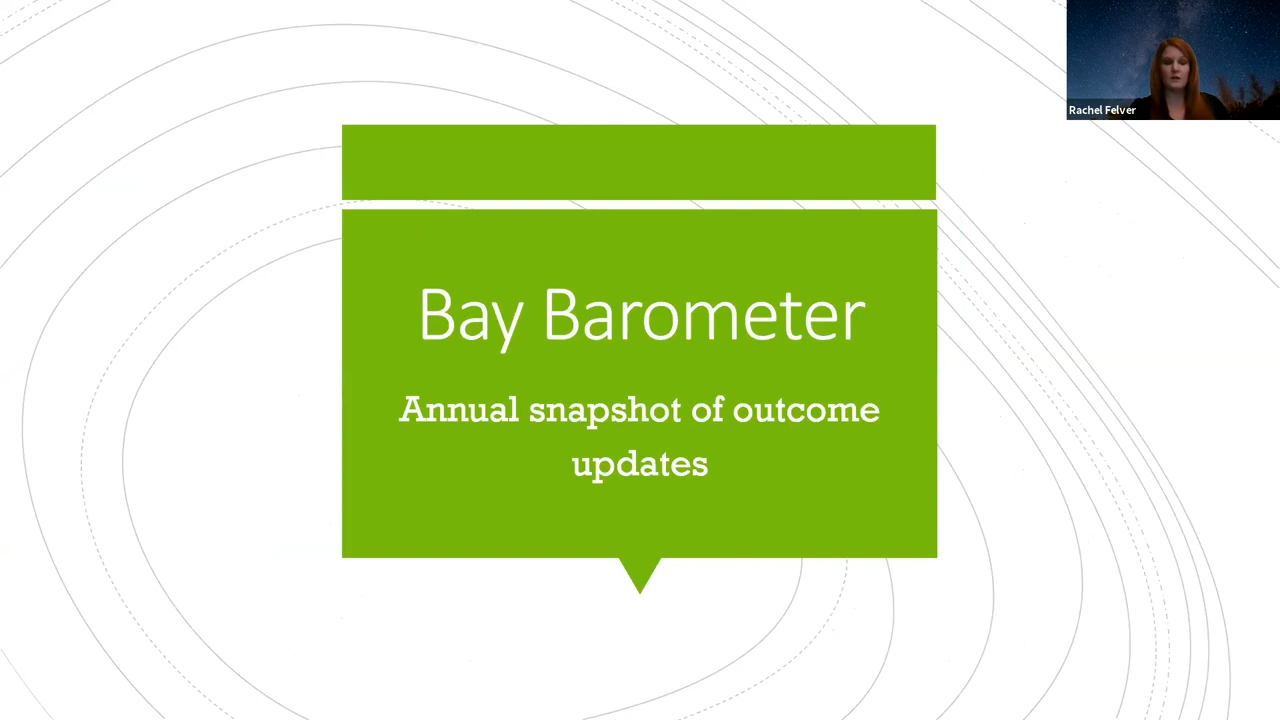 Rachel Felver
Bay Barometer
Annual snapshot of outcome
updates